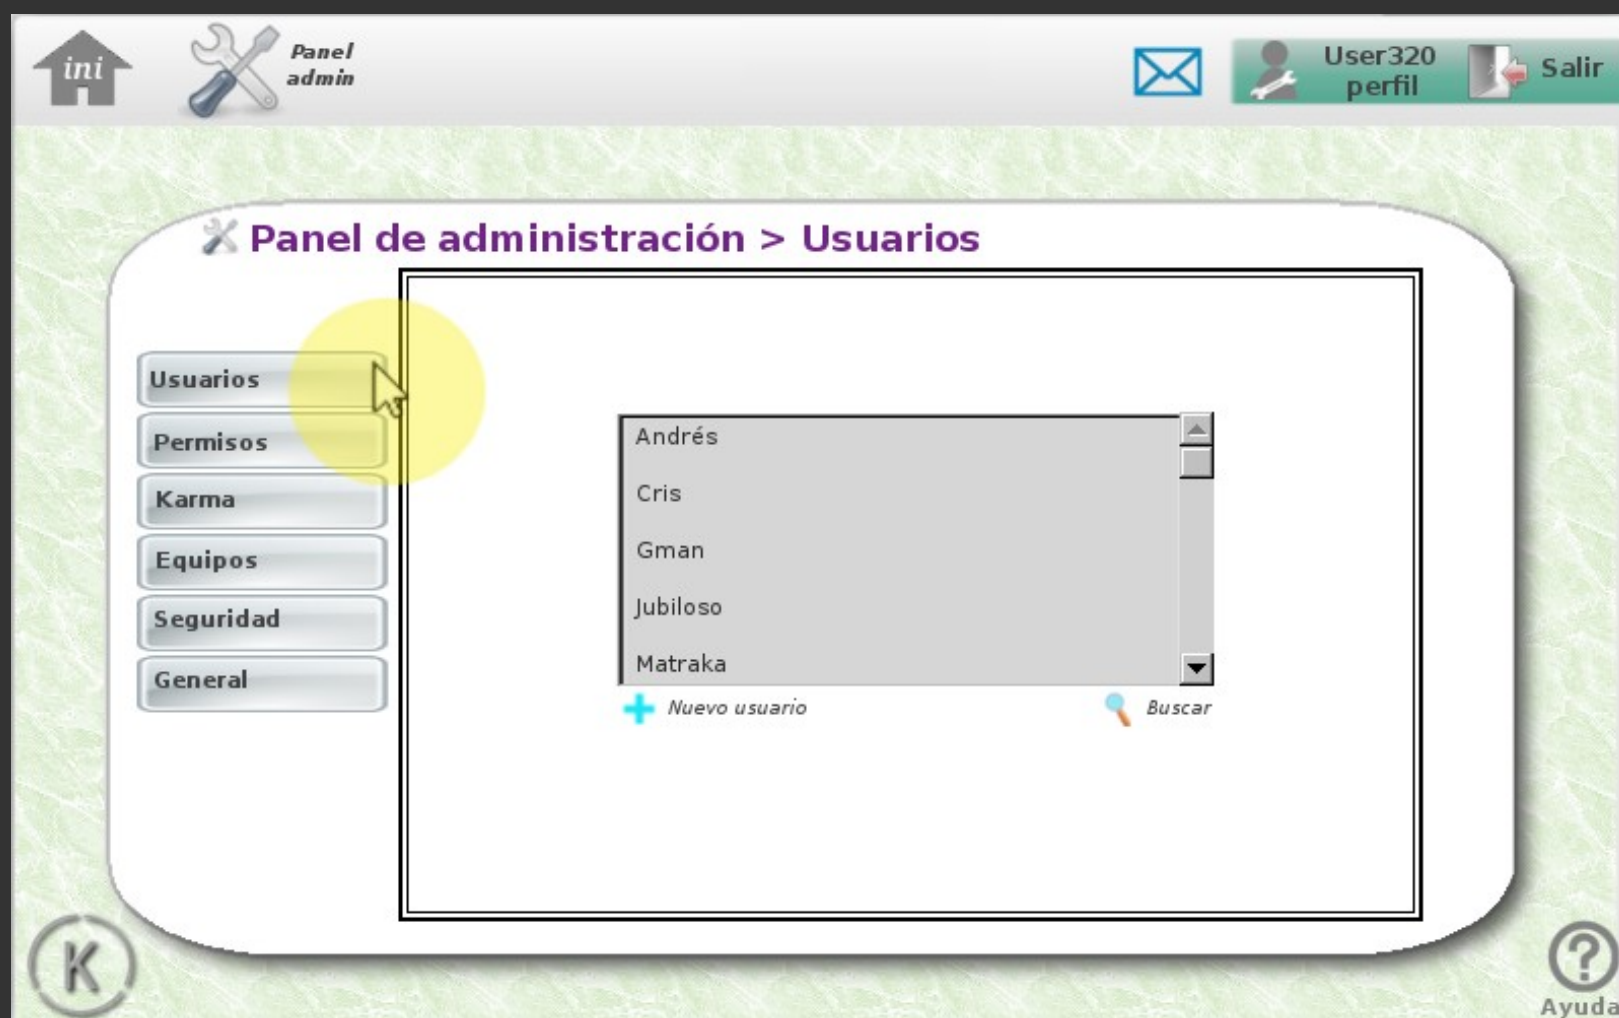 ini
Panel
admin
User320
perfil
Salir
Panel de administración > Usuarios
Usuarios
Permisos
Karma
Equipos
Seguridad
General
Andrés
Cris
Gman
Jubiloso
Matraka
Nuevo usuario
Buscar
K
?
Ayuda